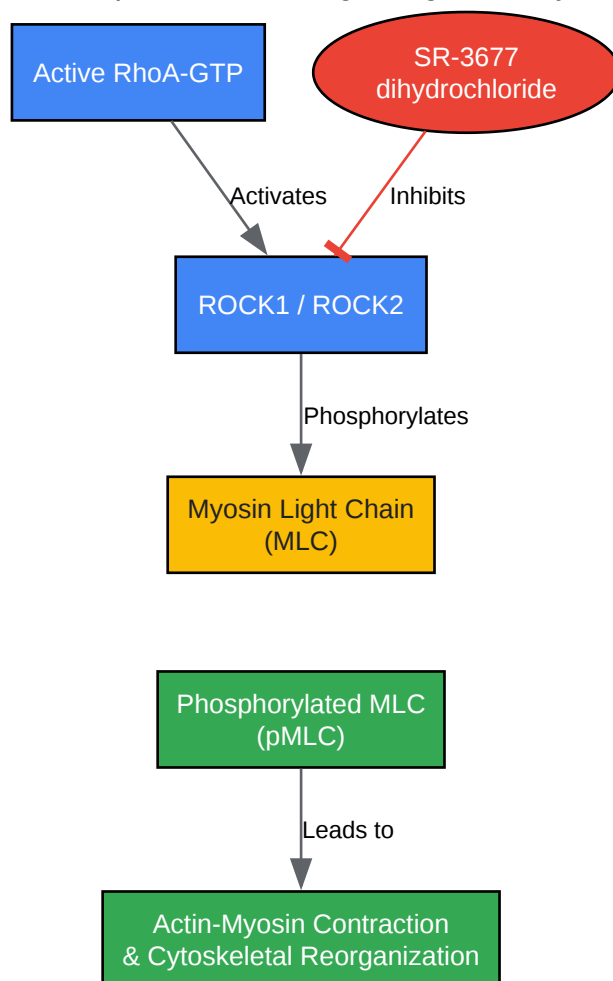 Active RhoA-GTP
SR-3677
dihydrochloride
Activates
Inhibits
ROCK1 / ROCK2
Phosphorylates
Myosin Light Chain
(MLC)
Phosphorylated MLC
(pMLC)
Leads to
Actin-Myosin Contraction
& Cytoskeletal Reorganization